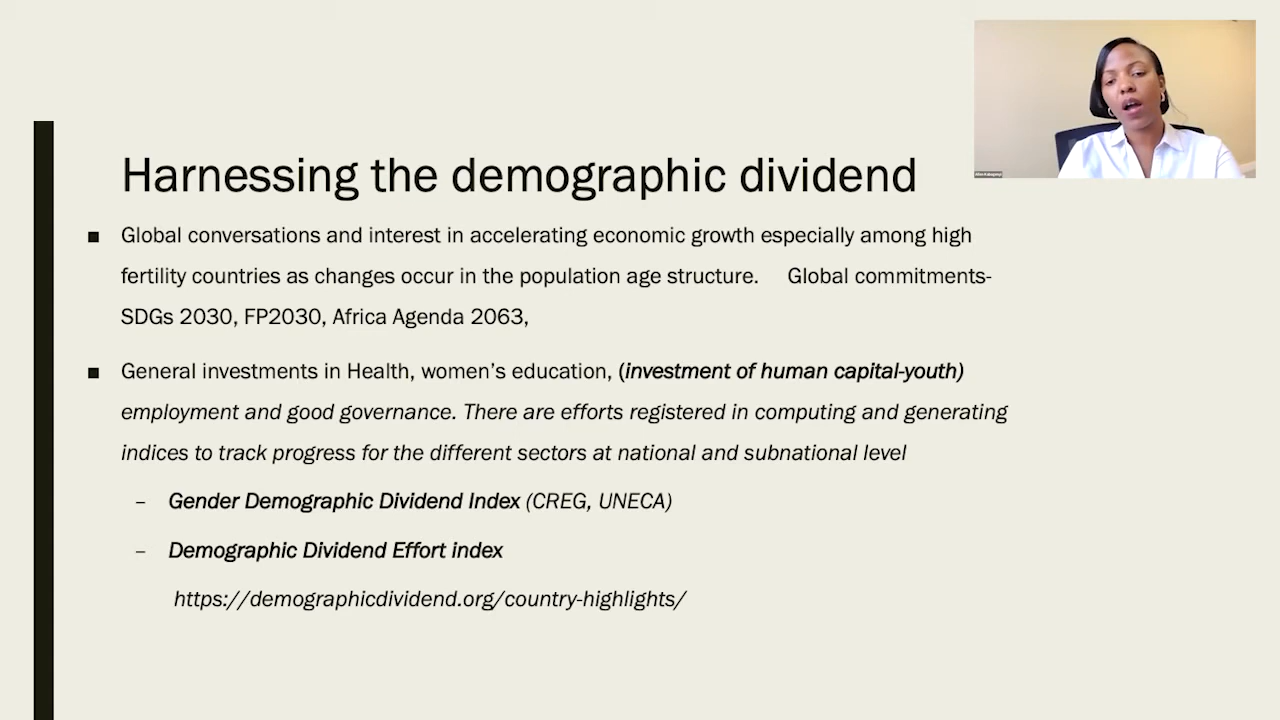 Harnessing the demographic dividend
■ Global conversations and interest in accelerating economic growth especially among high
fertility countries as changes occur in the population age structure. Global commitments-
SDGs 2030, FP2030, Africa Agenda 2063,
■ General investments in Health, women’s education, (investment of human capital-youth)
employment and good governance. There are efforts registered in computing and generating
indices to track progress for the different sectors at national and subnational level
– Gender Demographic Dividend Index (CREG, UNECA)
– Demographic Dividend Effort index
https://demographicdividend.org/country-highlights/